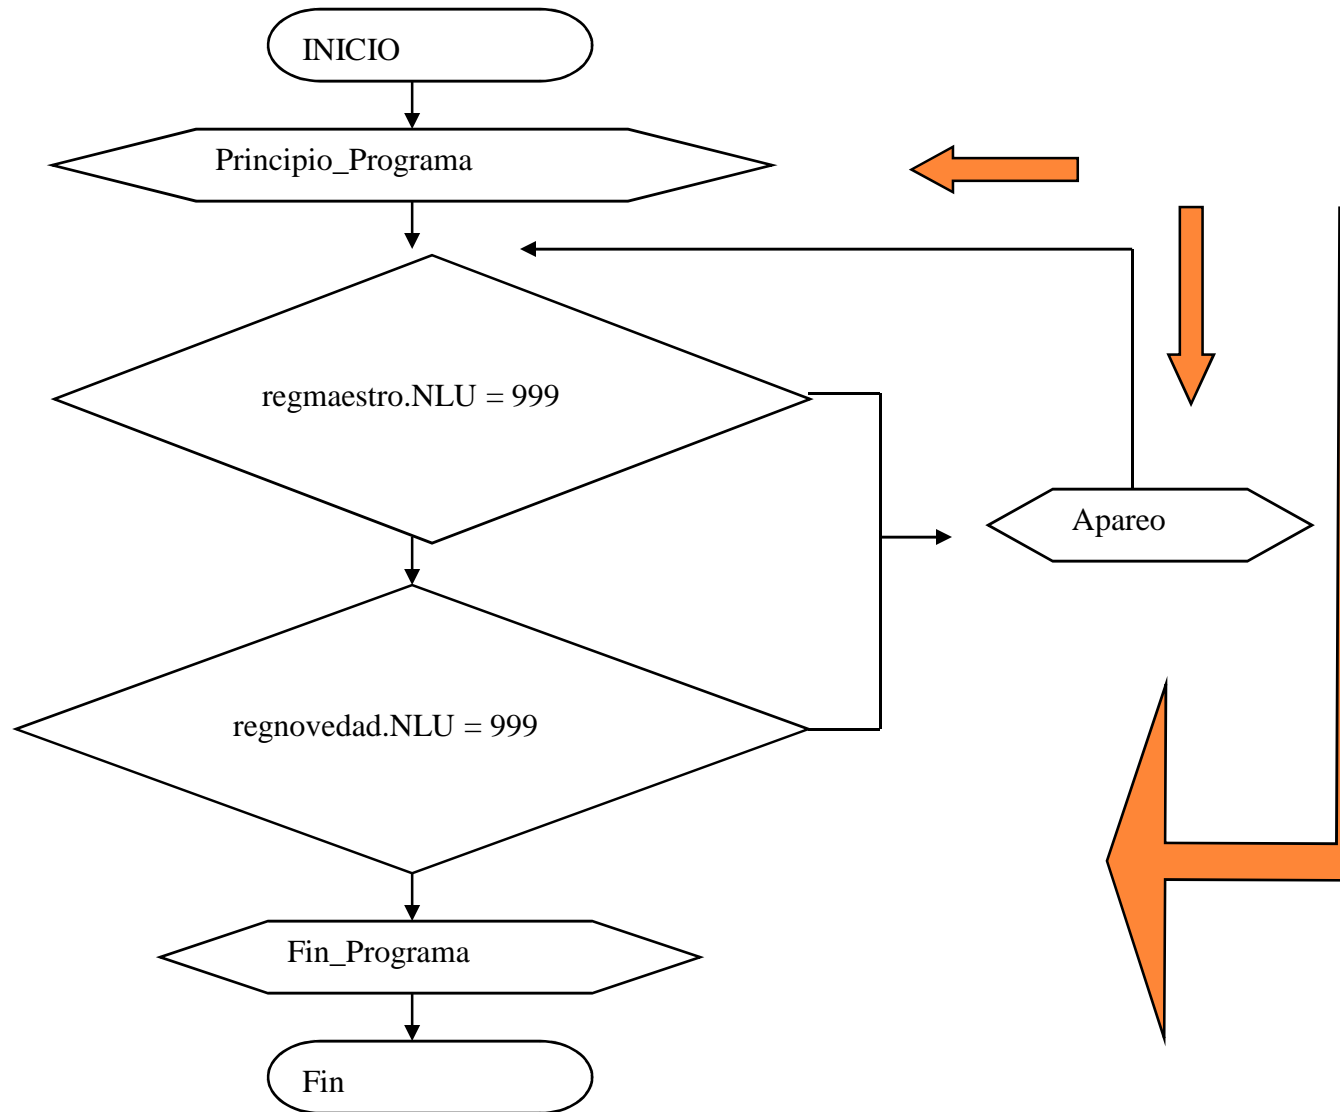 INICIO
Principio_Programa
regmaestro.NLU = 999
Apareo
regnovedad.NLU = 999
Fin_Programa
Fin